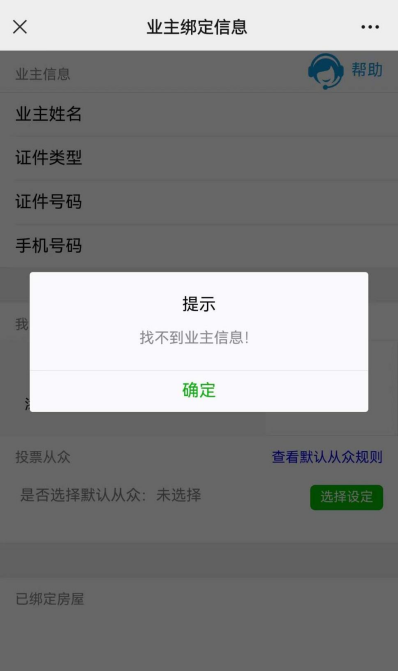 业主绑定信息
业主信息
帮助
业主姓名
证件类型
证件号码
手机号码
提示
我
找不到业主信息!
确定
投票从众
查看默认从众规则
是否选择默认从众：未选择
选择设定
已绑定房屋